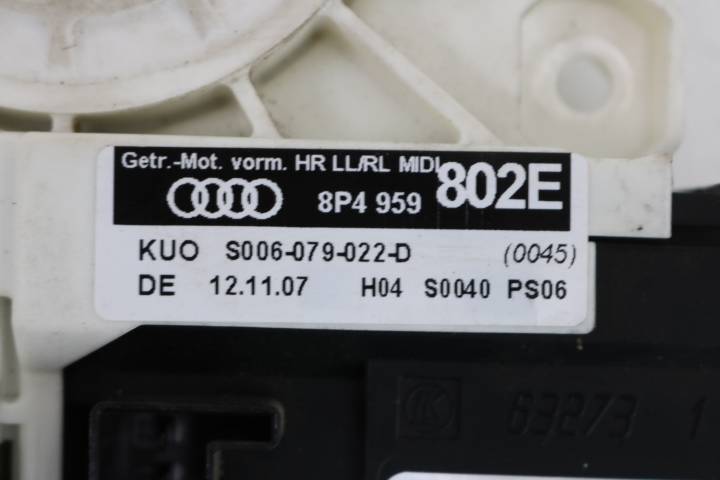 Getr.-Mot. vorm. HR LL/RL MIDI
8P4 959 802E
KUO S006-079-022-D (0045)
DE 12.11.07 H04 S0040 PS06
63273